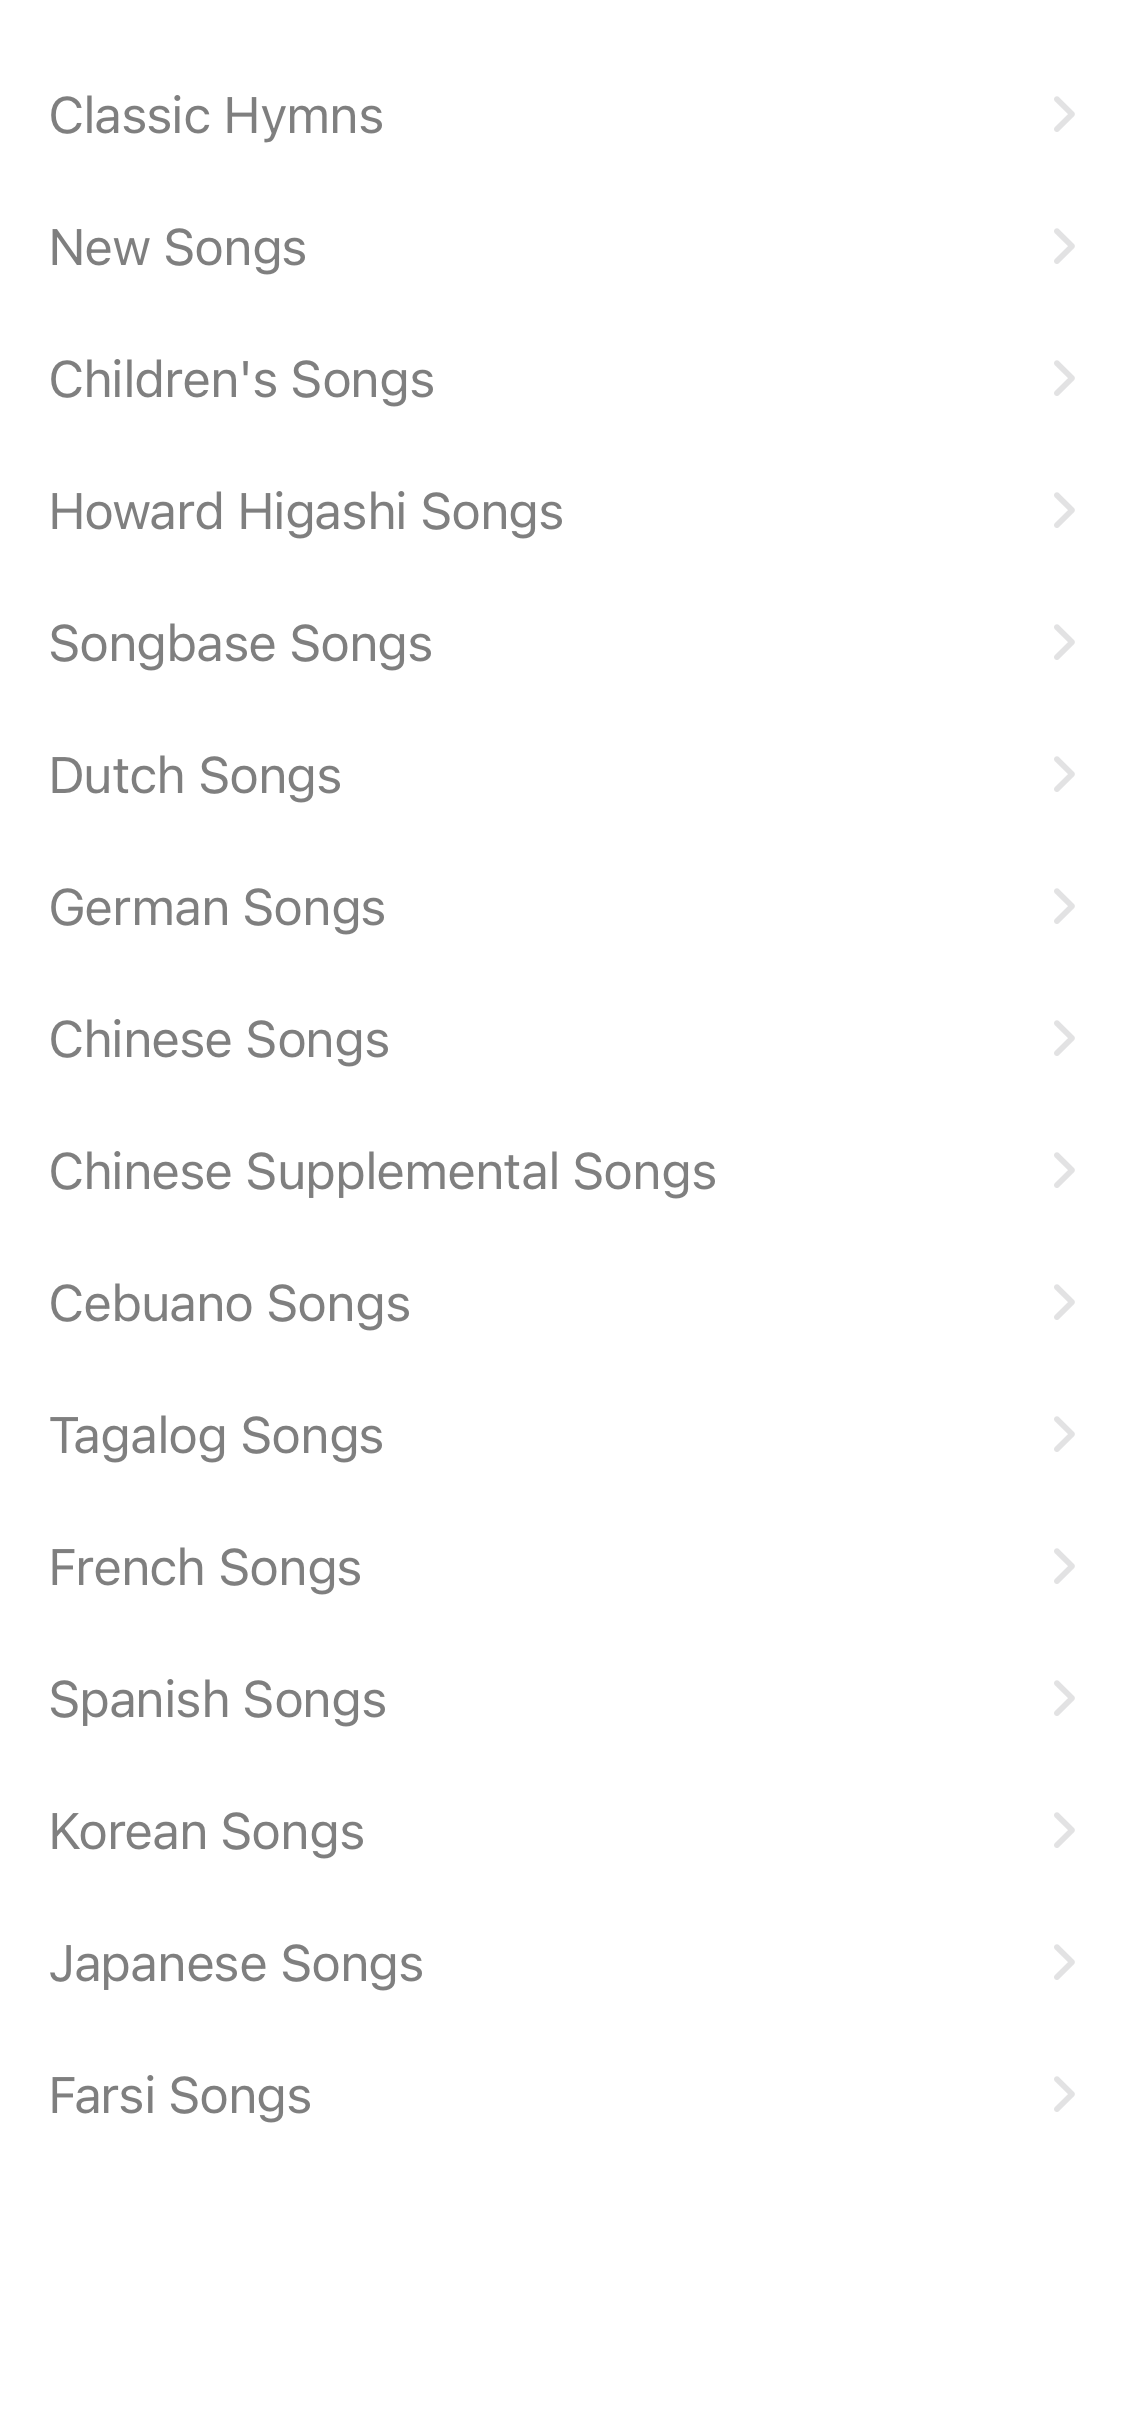 Classic Hymns
New Songs
Children's Songs
Howard Higashi Songs
Songbase Songs
Dutch Songs
German Songs
Chinese Songs
Chinese Supplemental Songs
Cebuano Songs
Tagalog Songs
French Songs
Spanish Songs
Korean Songs
Japanese Songs
Farsi Songs